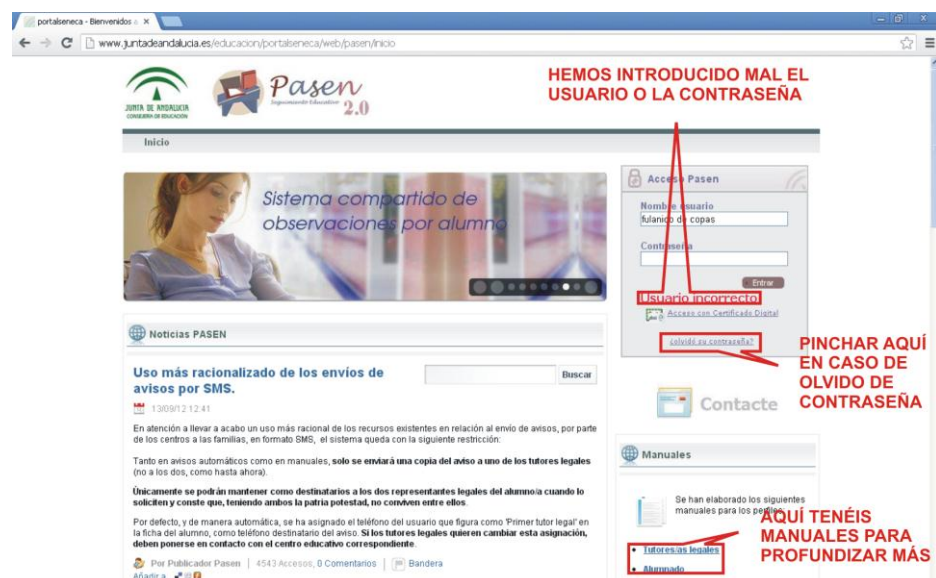 portalseneca - Bienvenidos a
www.juntadeandalucia.es/educacion/portalseneca/web/pasen/inicio
JUNTA DE ANDALUCIA
CONSEJERIA DE EDUCACIÓN
Pasen
Seguimiento Educativo
2.0
HEMOS INTRODUCIDO MAL EL
USUARIO O LA CONTRASEÑA
Inicio
Sistema compartido de
observaciones por alumno
Acceso Pasen
Nombre usuario
fulanico de copas
Contraseña
Entrar
Usuario incorrecto
Acceso con Certificado Digital
¿olvidó su contraseña?
PINCHAR AQUÍ
EN CASO DE
OLVIDO DE
CONTRASEÑA
Noticias PASEN
Uso más racionalizado de los envíos de
avisos por SMS.
Buscar
13/09/12 12:41
En atención a llevar a acabo un uso más racional de los recursos existentes en relación al envío de avisos, por parte
de los centros a las familias, en formato SMS, el sistema queda con la siguiente restricción:
Tanto en avisos automáticos como en manuales, solo se enviará una copia del aviso a uno de los tutores legales
(no a los dos, como hasta ahora).
Únicamente se podrán mantener como destinatarios a los dos representantes legales del alumno/a cuando lo
soliciten y conste que, teniendo ambos la patria potestad, no conviven entre ellos.
Por defecto, y de manera automática, se ha asignado el teléfono del usuario que figura como 'Primer tutor legal' en
la ficha del alumno, como teléfono destinatario del aviso. Si los tutores legales quieren cambiar esta asignación,
deben ponerse en contacto con el centro educativo correspondiente.
Por Publicador Pasen | 4543 Accesos, 0 Comentarios | Bandera
Añadir a
Contacte
Manuales
Se han elaborado los siguientes
manuales para los perfiles:
Tutores/as legales
Alumnado
AQUÍ TENÉIS
MANUALES PARA
PROFUNDIZAR MÁS